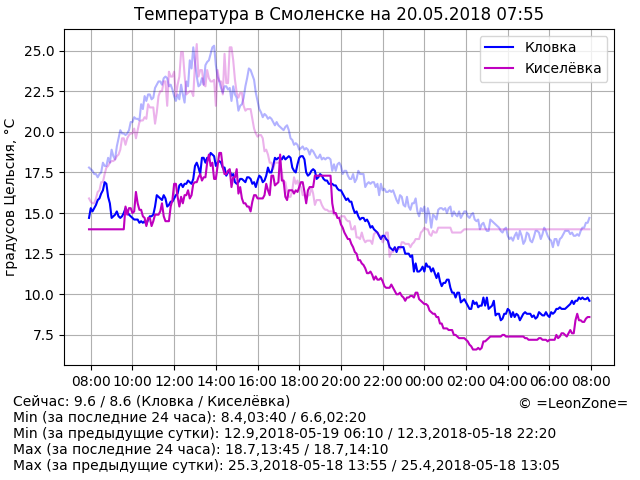 Температура в Смоленске на 20.05.2018 07:55
градусов Цельсия, °C
25.0
22.5
20.0
17.5
15.0
12.5
10.0
7.5
Кловка
Киселёвка
08:00 10:00 12:00 14:00 16:00 18:00 20:00 22:00 00:00 02:00 04:00 06:00 08:00
Сейчас: 9.6 / 8.6 (Кловка / Киселёвка)
© =LeonZone=
Min (за последние 24 часа): 8.4,03:40 / 6.6,02:20
Min (за предыдущие сутки): 12.9,2018-05-19 06:10 / 12.3,2018-05-18 22:20
Max (за последние 24 часа): 18.7,13:45 / 18.7,14:10
Max (за предыдущие сутки): 25.3,2018-05-18 13:55 / 25.4,2018-05-18 13:05